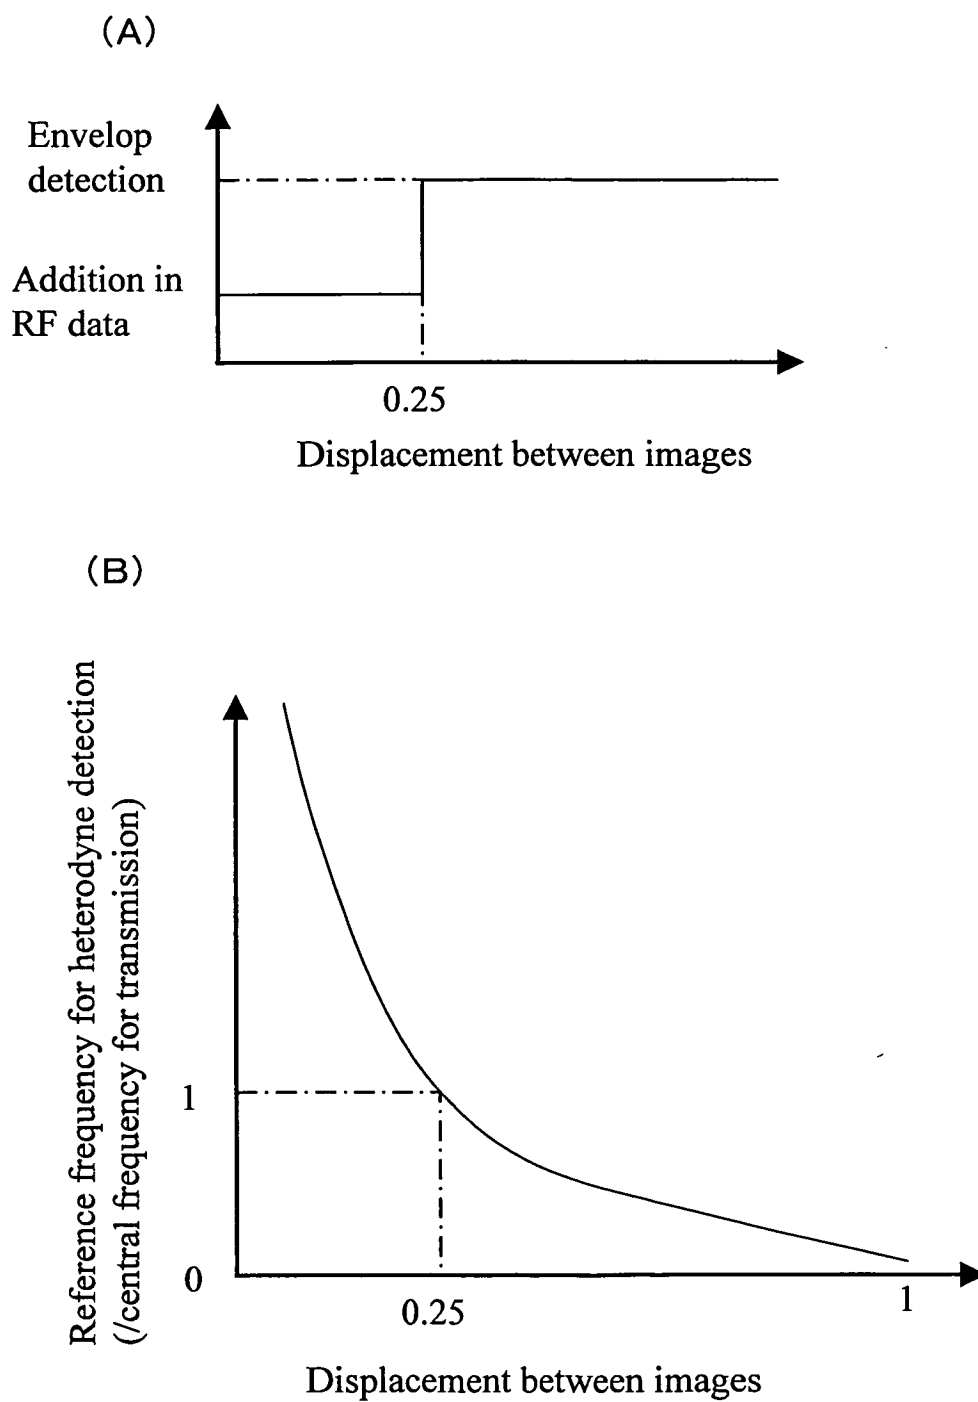 (A)
Envelop
detection
Addition in
RF data
0.25
Displacement between images
(B)
Reference frequency for heterodyne detection
(/central frequency for transmission)
1
0
0.25
1
Displacement between images